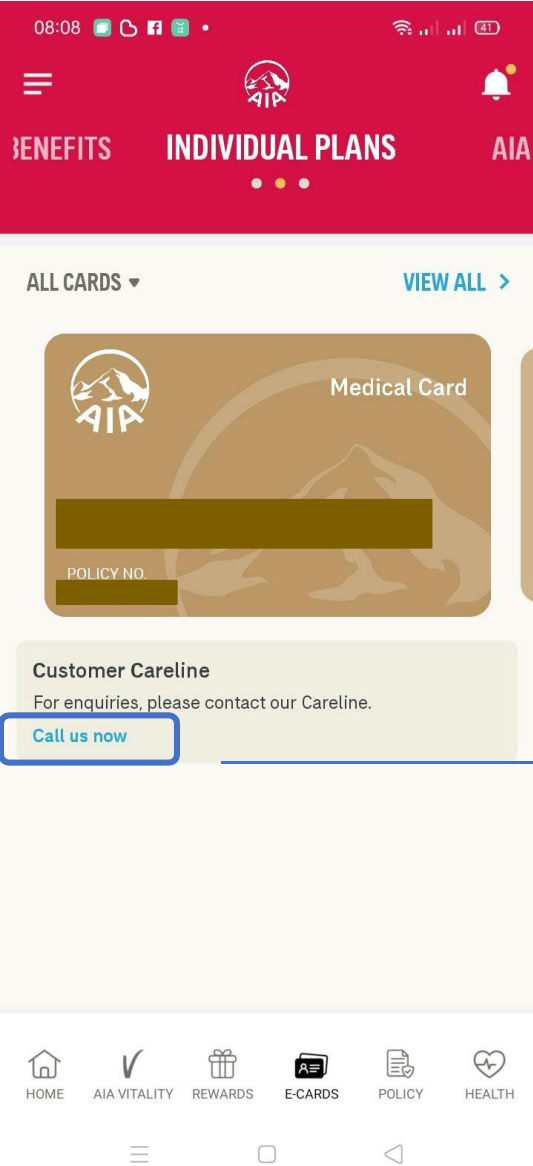 08:08
41
AIA
BENEFITS INDIVIDUAL PLANS AIA
ALL CARDS VIEW ALL
AIA
Medical Card
POLICY NO.
Customer Careline
For enquiries, please contact our Careline.
Call us now
HOME AIA VITALITY REWARDS E-CARDS POLICY HEALTH